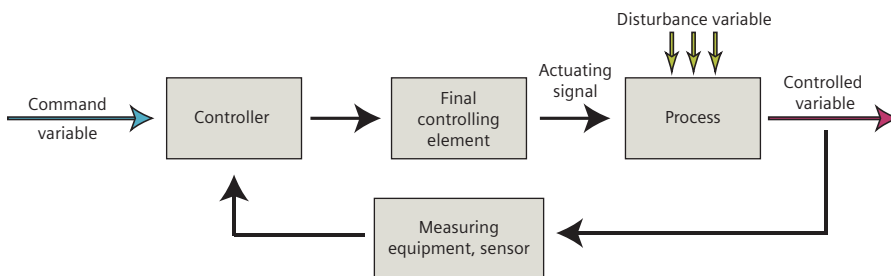 Disturbance variable
Command
variable
Controller
Final
controlling
element
Actuating
signal
Process
Controlled
variable
Measuring
equipment, sensor